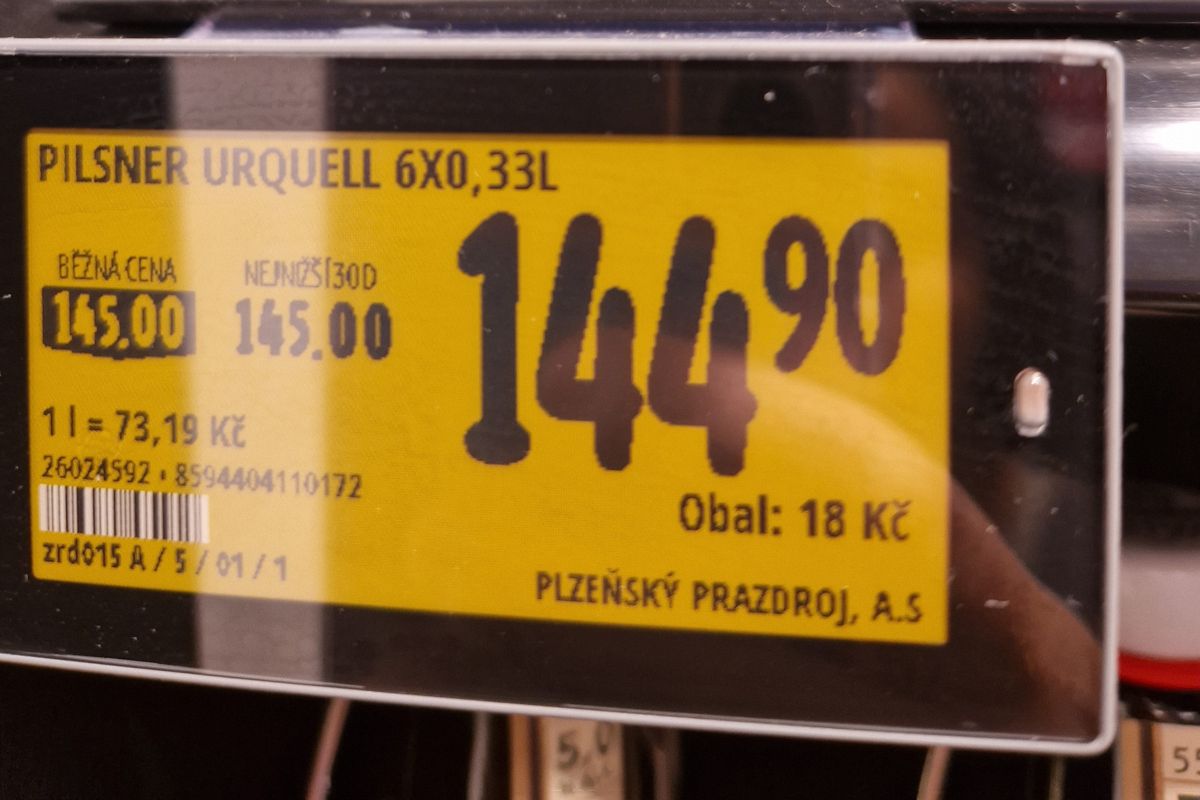 PILSNER URQUELL 6X0,33L
BĚŽNÁ CENA
145.00
NEJNIŽŠÍ 30D
145.00
144 90
1 l = 73,19 Kč
26024592 • 8594404110172
zrd015 A / 5 / 01 / 1
Obal: 18 Kč
PLZEŇSKÝ PRAZDROJ, A.S